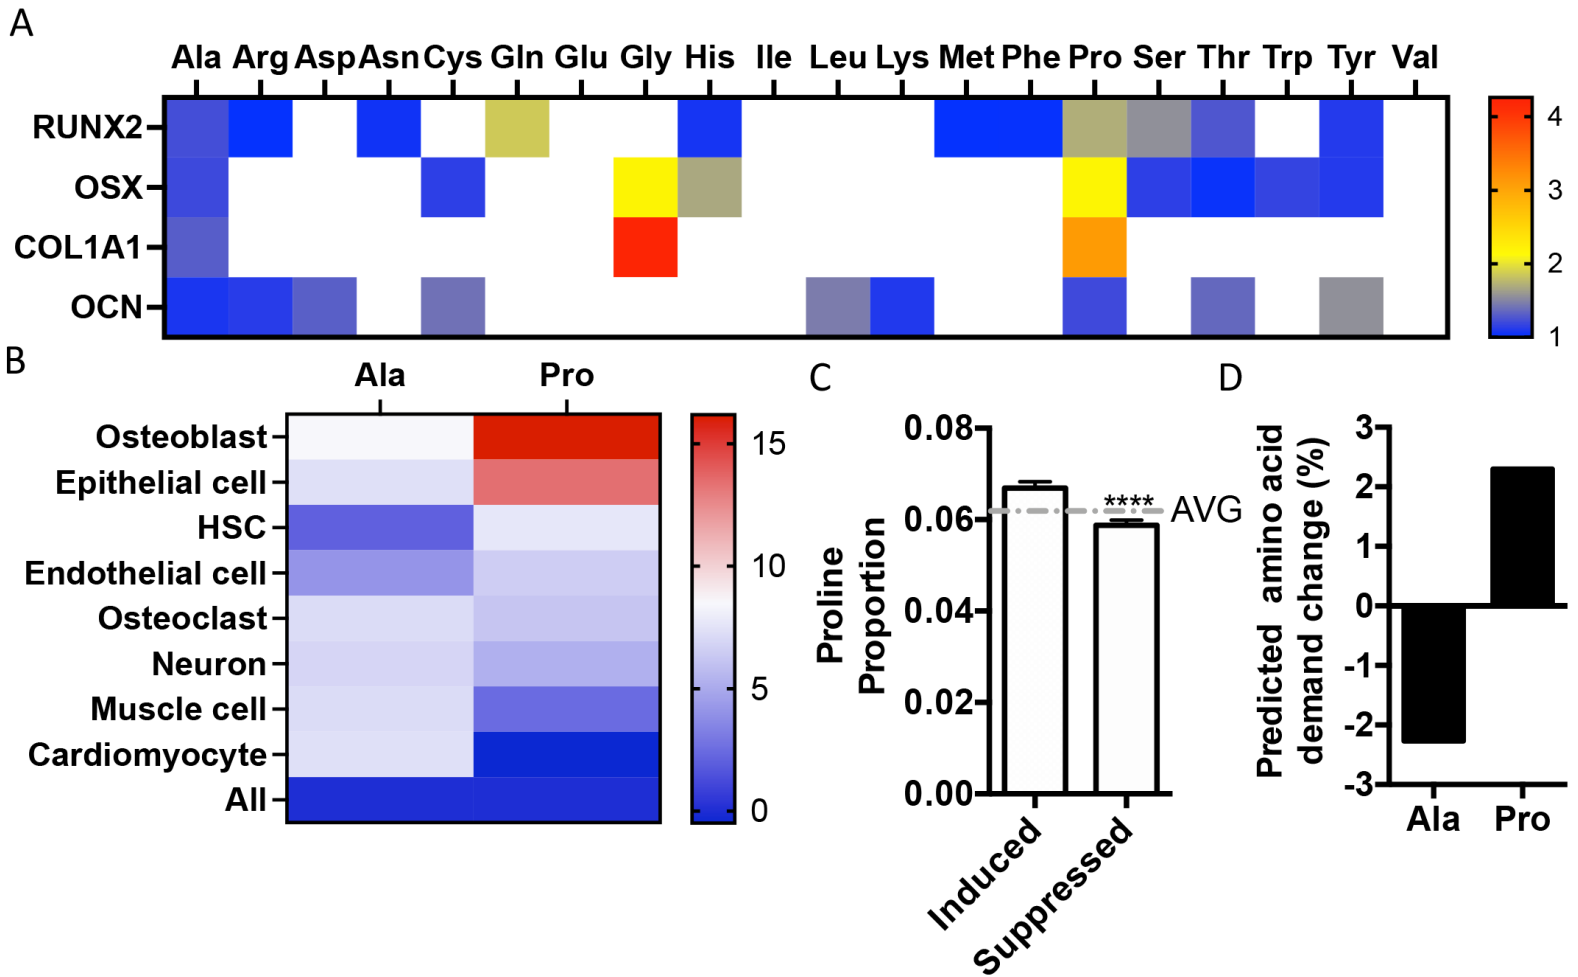 A
Ala Arg Asp Asn Cys Gln Glu Gly His Ile Leu Lys Met Phe Pro Ser Thr Trp Tyr Val
RUNX2
OSX
COL1A1
OCN
4
3
2
1
B
Ala Pro
Osteoblast
Epithelial cell
HSC
Endothelial cell
Osteoclast
Neuron
Muscle cell
Cardiomyocyte
All
15
10
5
0
C
Proline
Proportion
0.08
0.06
0.04
0.02
0.00
****
AVG
Induced
Suppressed
D
Predicted amino acid
demand change (%)
3
2
1
0
-1
-2
-3
Ala Pro